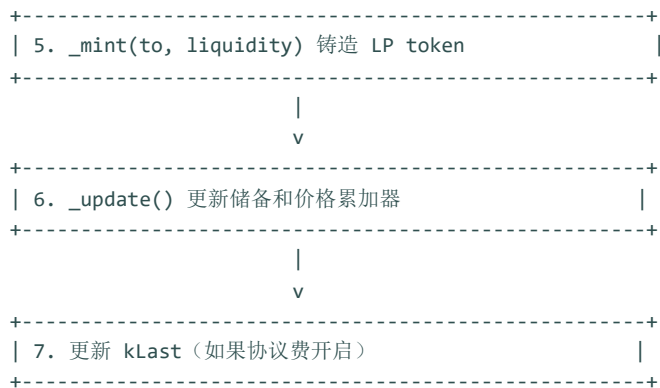 +------------------------------------------------------+
| 5. _mint(to, liquidity) 铸造 LP token                |
+------------------------------------------------------+
|
v
+------------------------------------------------------+
| 6. _update() 更新储备和价格累加器                    |
+------------------------------------------------------+
|
v
+------------------------------------------------------+
| 7. 更新 kLast（如果协议费开启）                      |
+------------------------------------------------------+